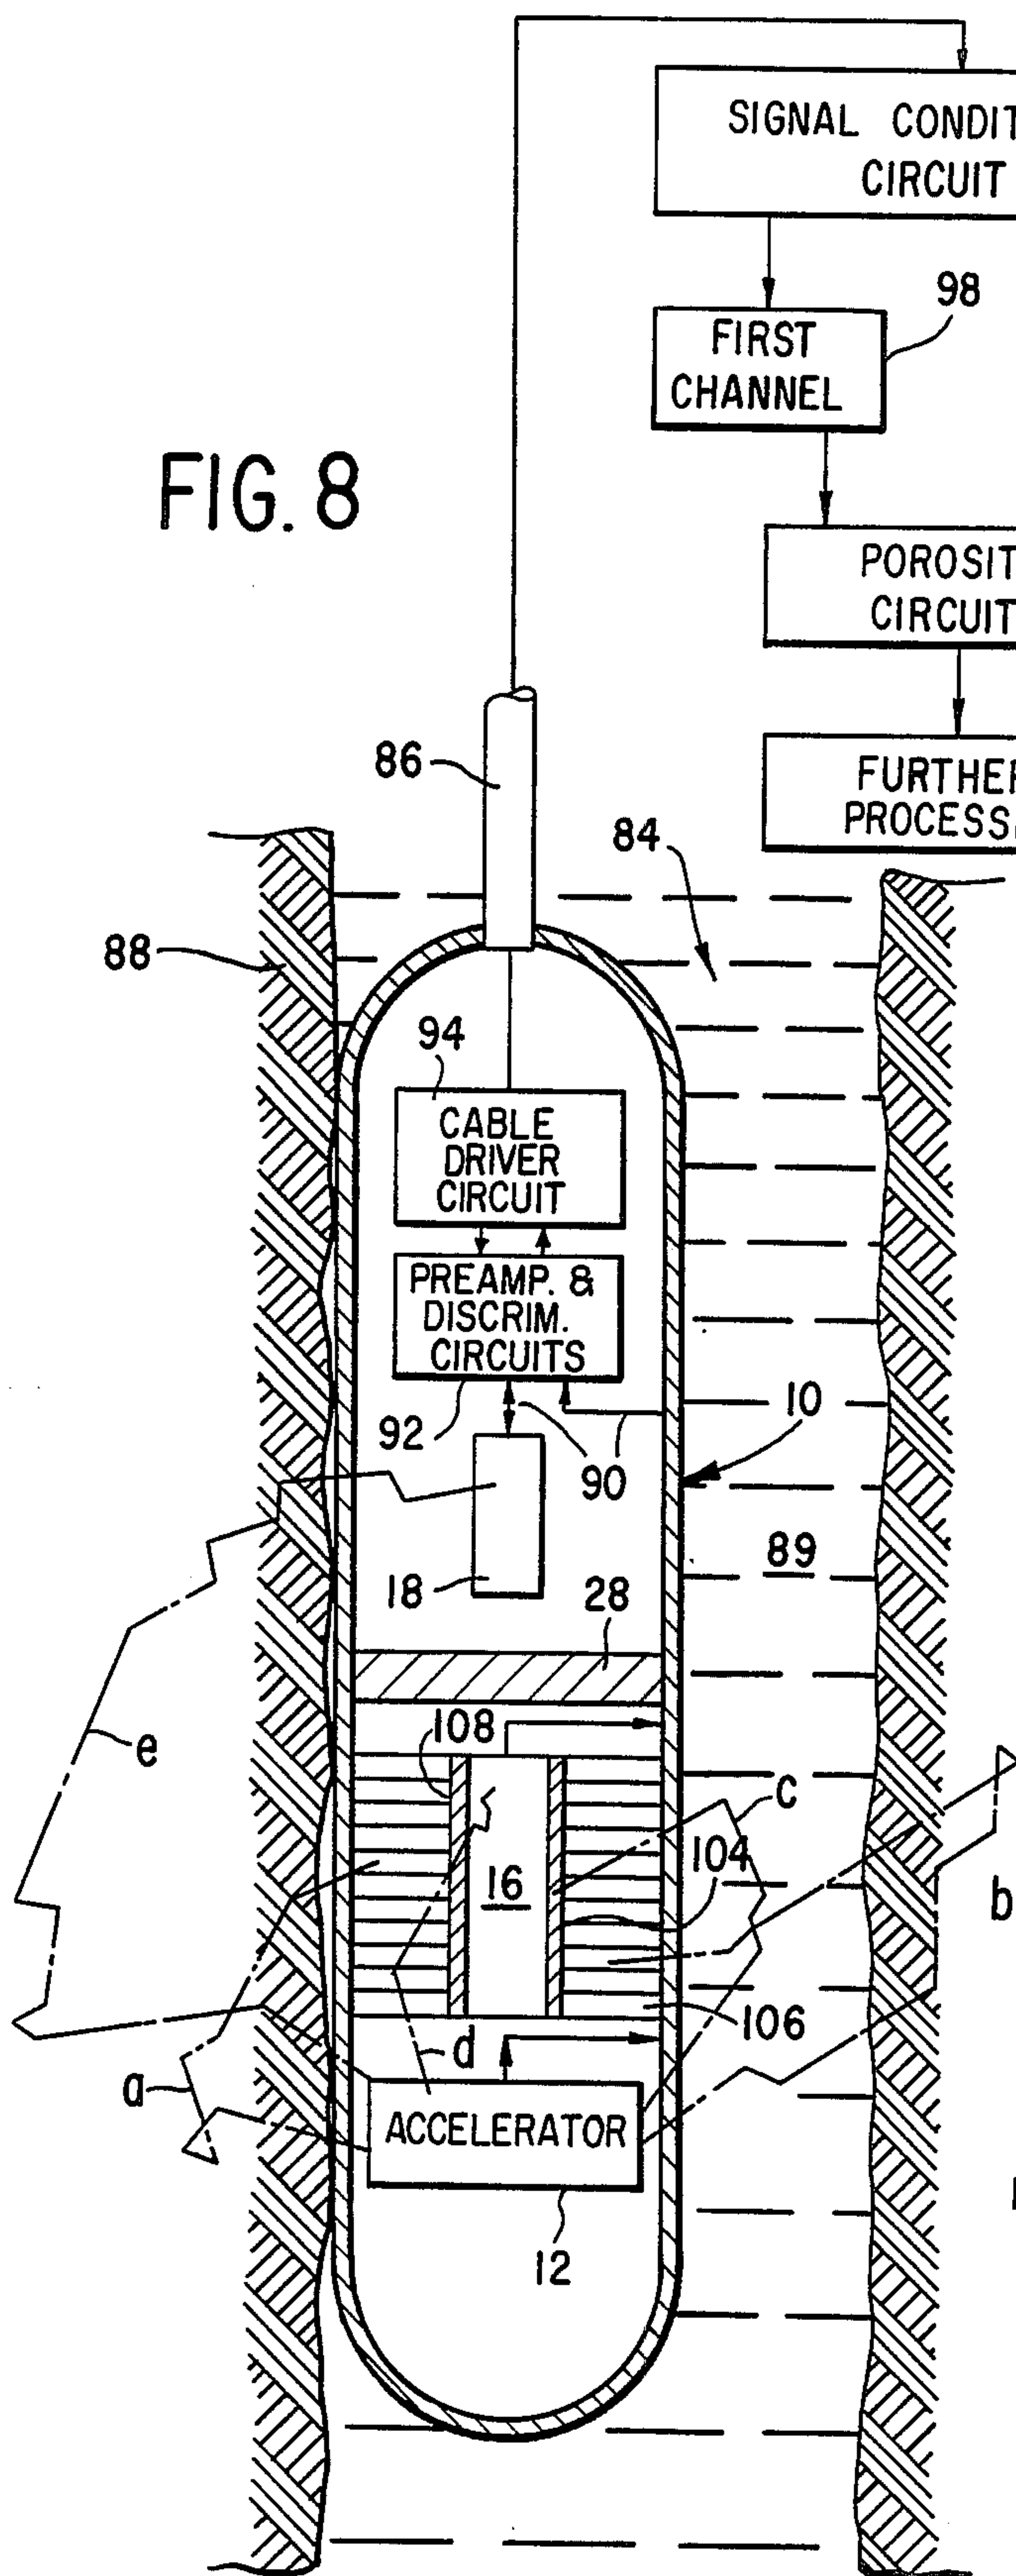 SIGNAL CONDIT
CIRCUIT
98
FIRST
CHANNEL
FIG. 8
POROSIT
CIRCUIT
86
FURTHER
PROCESS
84
88
94
CABLE
DRIVER
CIRCUIT
PREAMP. &
DISCRIM.
CIRCUITS
10
92
90
89
18
28
108
e
c
104
16
b
106
d
a
ACCELERATOR
12